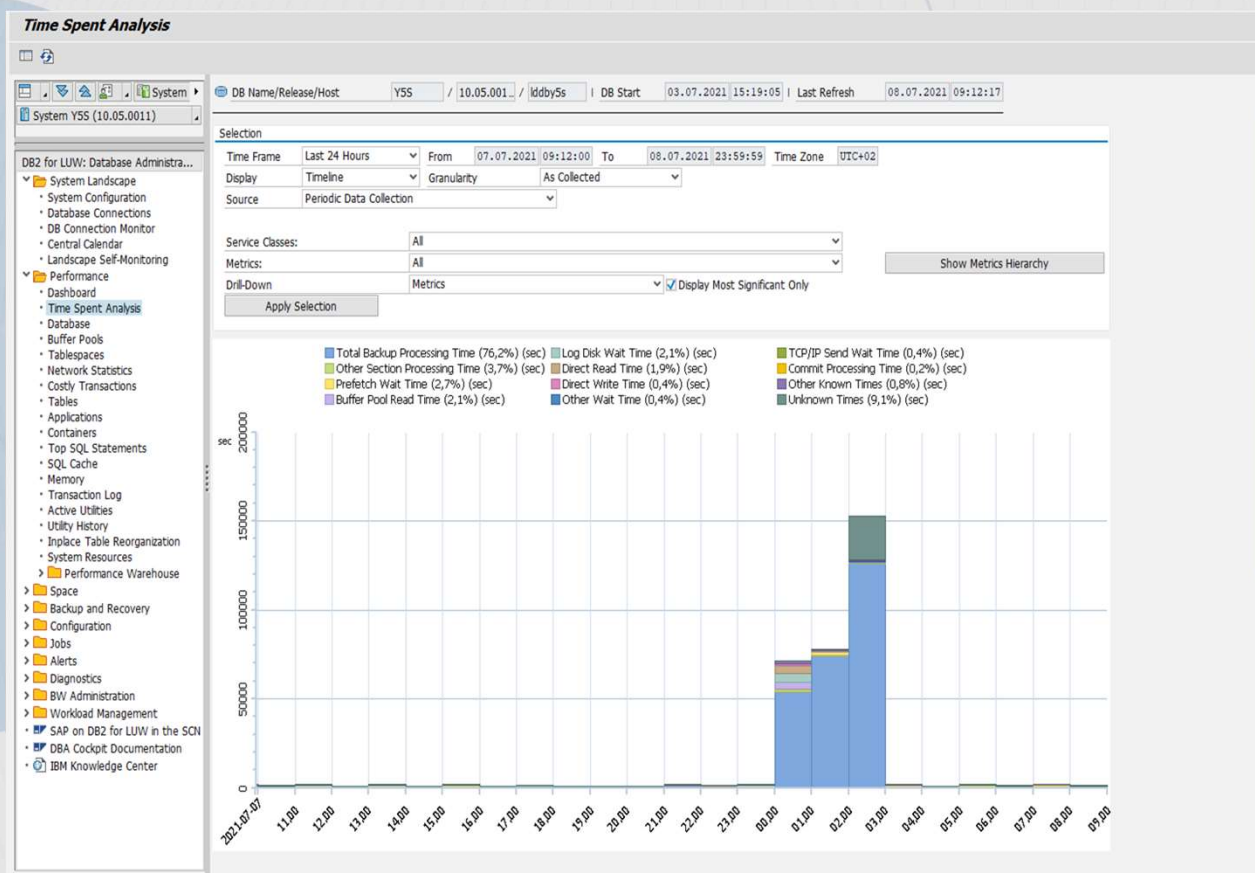 Time Spent Analysis
System
System Y5S (10.05.0011)
DB2 for LUW: Database Administra...
System Landscape
System Configuration
Database Connections
DB Connection Monitor
Central Calendar
Landscape Self-Monitoring
Performance
Dashboard
Time Spent Analysis
Database
Buffer Pools
Tablespaces
Network Statistics
Costly Transactions
Tables
Applications
Containers
Top SQL Statements
SQL Cache
Memory
Transaction Log
Active Utilities
Utility History
Inplace Table Reorganization
System Resources
Performance Warehouse
Space
Backup and Recovery
Configuration
Jobs
Alerts
Diagnostics
BW Administration
Workload Management
SAP on DB2 for LUW in the SCN
DBA Cockpit Documentation
IBM Knowledge Center
DB Name/Release/Host Y5S / 10.05.001.. / lddby5s | DB Start 03.07.2021 15:19:05 | Last Refresh 08.07.2021 09:12:17
Selection
Time Frame Last 24 Hours From 07.07.2021 09:12:00 To 08.07.2021 23:59:59 Time Zone UTC+02
Display Timeline Granularity As Collected
Source Periodic Data Collection
Service Classes: All
Metrics: All Show Metrics Hierarchy
Drill-Down Metrics Display Most Significant Only
Apply Selection
Total Backup Processing Time (76,2%) (sec) Log Disk Wait Time (2,1%) (sec) TCP/IP Send Wait Time (0,4%) (sec)
Other Section Processing Time (3,7%) (sec) Direct Read Time (1,9%) (sec) Commit Processing Time (0,2%) (sec)
Prefetch Wait Time (2,7%) (sec) Direct Write Time (0,4%) (sec) Other Known Times (0,8%) (sec)
Buffer Pool Read Time (2,1%) (sec) Other Wait Time (0,4%) (sec) Unknown Times (9,1%) (sec)
sec 200000
150000
100000
50000
0
2021-07-07 11,00 12,00 13,00 14,00 15,00 16,00 17,00 18,00 19,00 20,00 21,00 22,00 23,00 00,00 01,00 02,00 03,00 04,00 05,00 06,00 07,00 08,00 09,00